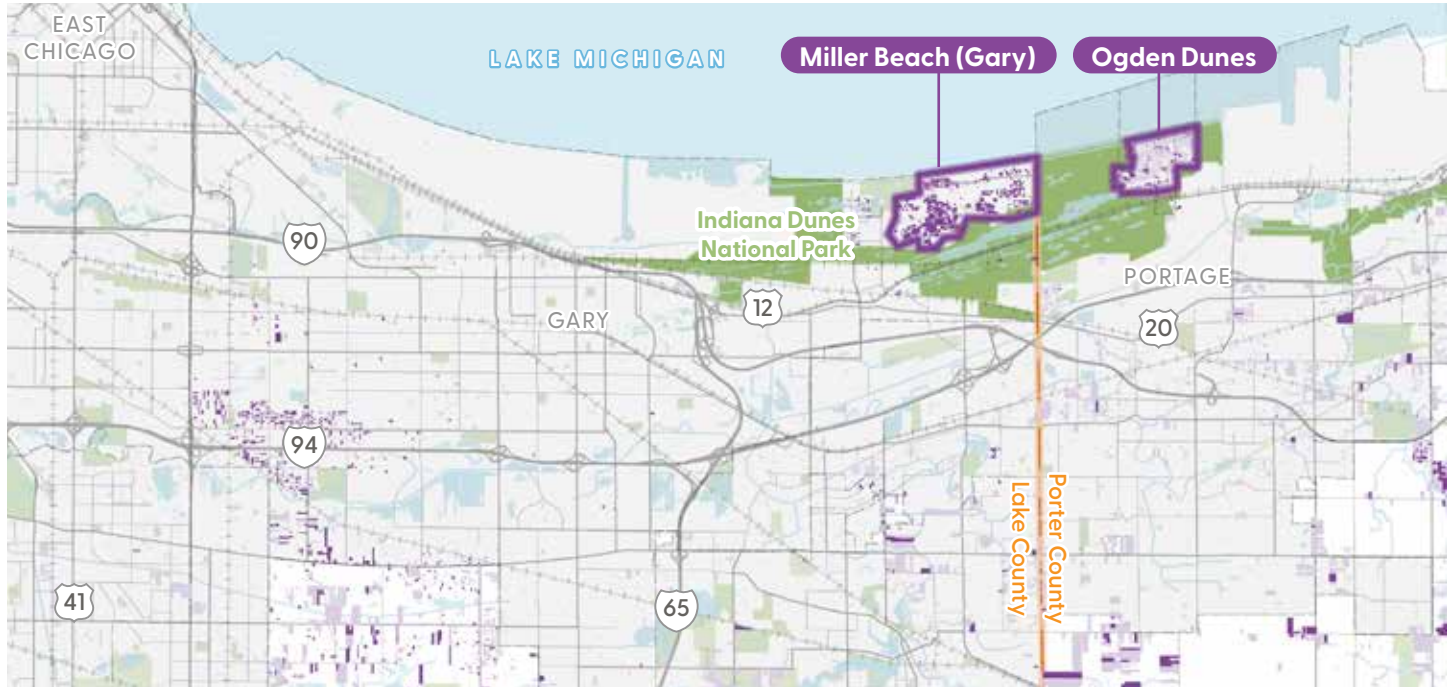 EAST
CHICAGO
LAKE MICHIGAN
Miller Beach (Gary)
Ogden Dunes
Indiana Dunes
National Park
90
12
GARY
PORTAGE
20
94
Porter County
Lake County
41
65